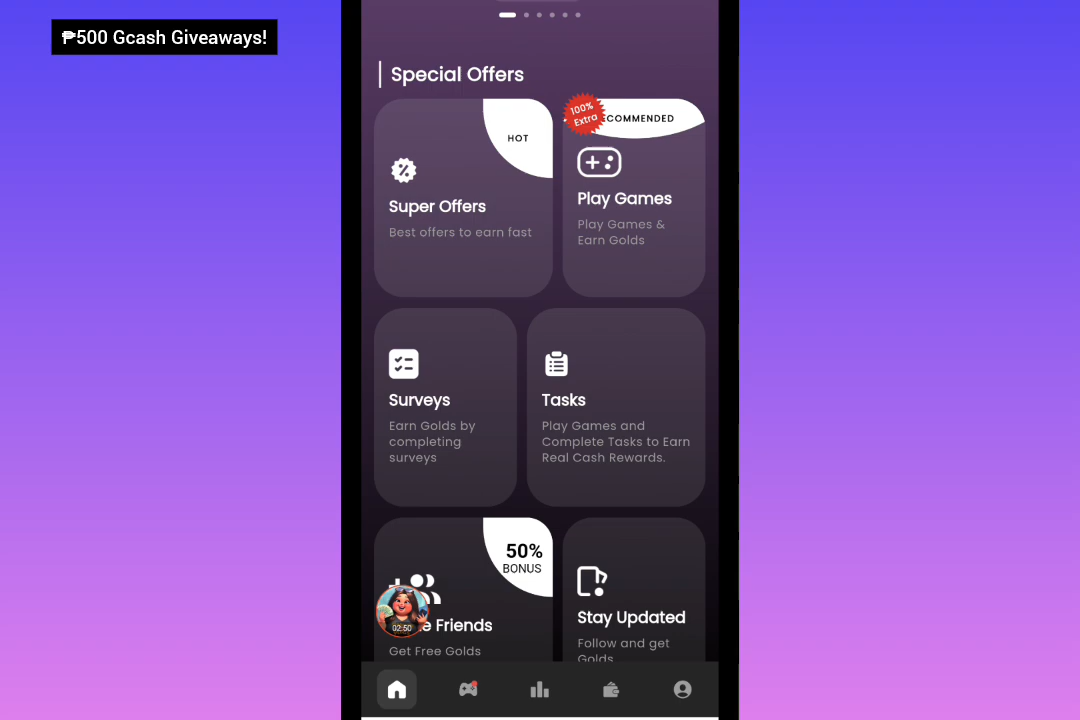 ₱500 Gcash Giveaways!
Special Offers
HOT
Super Offers
Best offers to earn fast
100%
Extra
ECOMMENDED
Play Games
Play Games &
Earn Golds
Surveys
Earn Golds by
completing
surveys
Tasks
Play Games and
Complete Tasks to Earn
Real Cash Rewards.
50%
BONUS
02:50
e Friends
Get Free Golds
Stay Updated
Follow and get
Golds